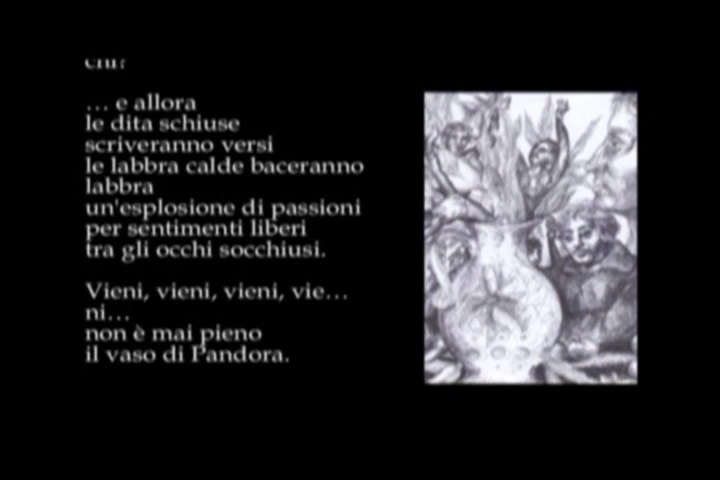 … e allora
le dita schiuse
scriveranno versi
le labbra calde baceranno
labbra
un'esplosione di passioni
per sentimenti liberi
tra gli occhi socchiusi.
Vieni, vieni, vieni, vie…
ni…
non è mai pieno
il vaso di Pandora.